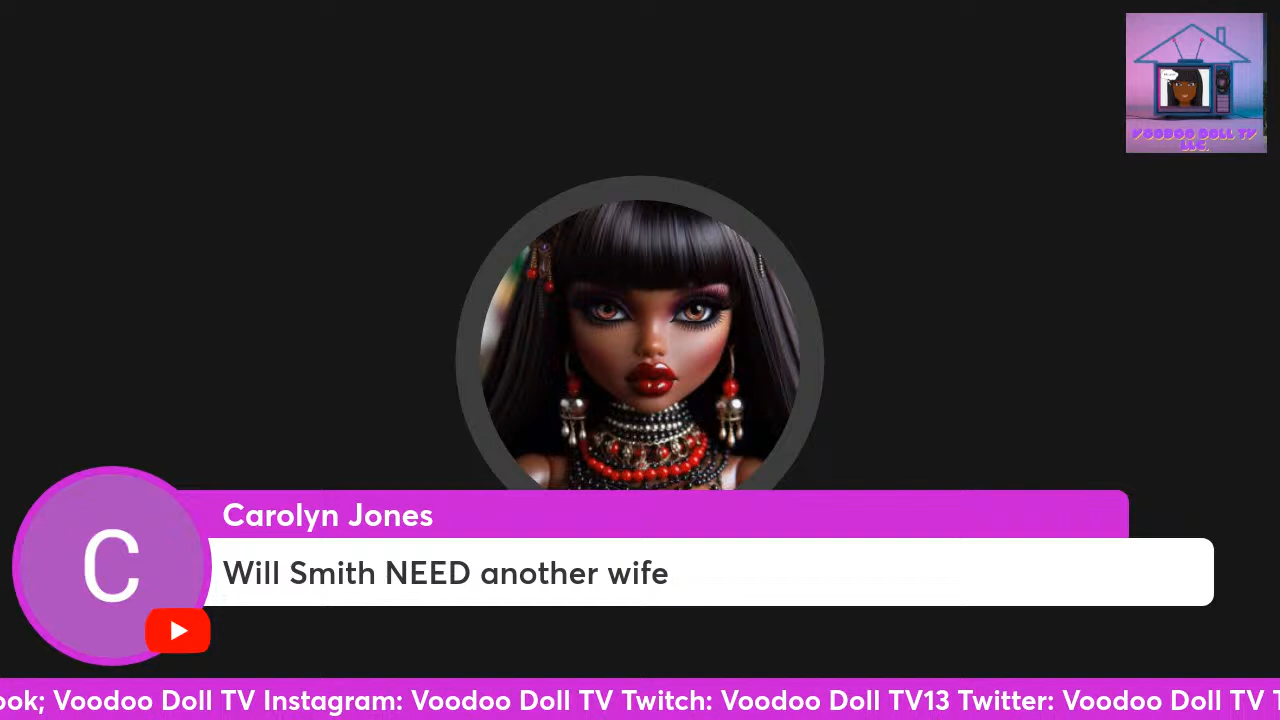 VOODOO DOLL TV
LLC.
C
Carolyn Jones
Will Smith NEED another wife
ook; Voodoo Doll TV Instagram: Voodoo Doll TV Twitch: Voodoo Doll TV13 Twitter: Voodoo Doll TV T